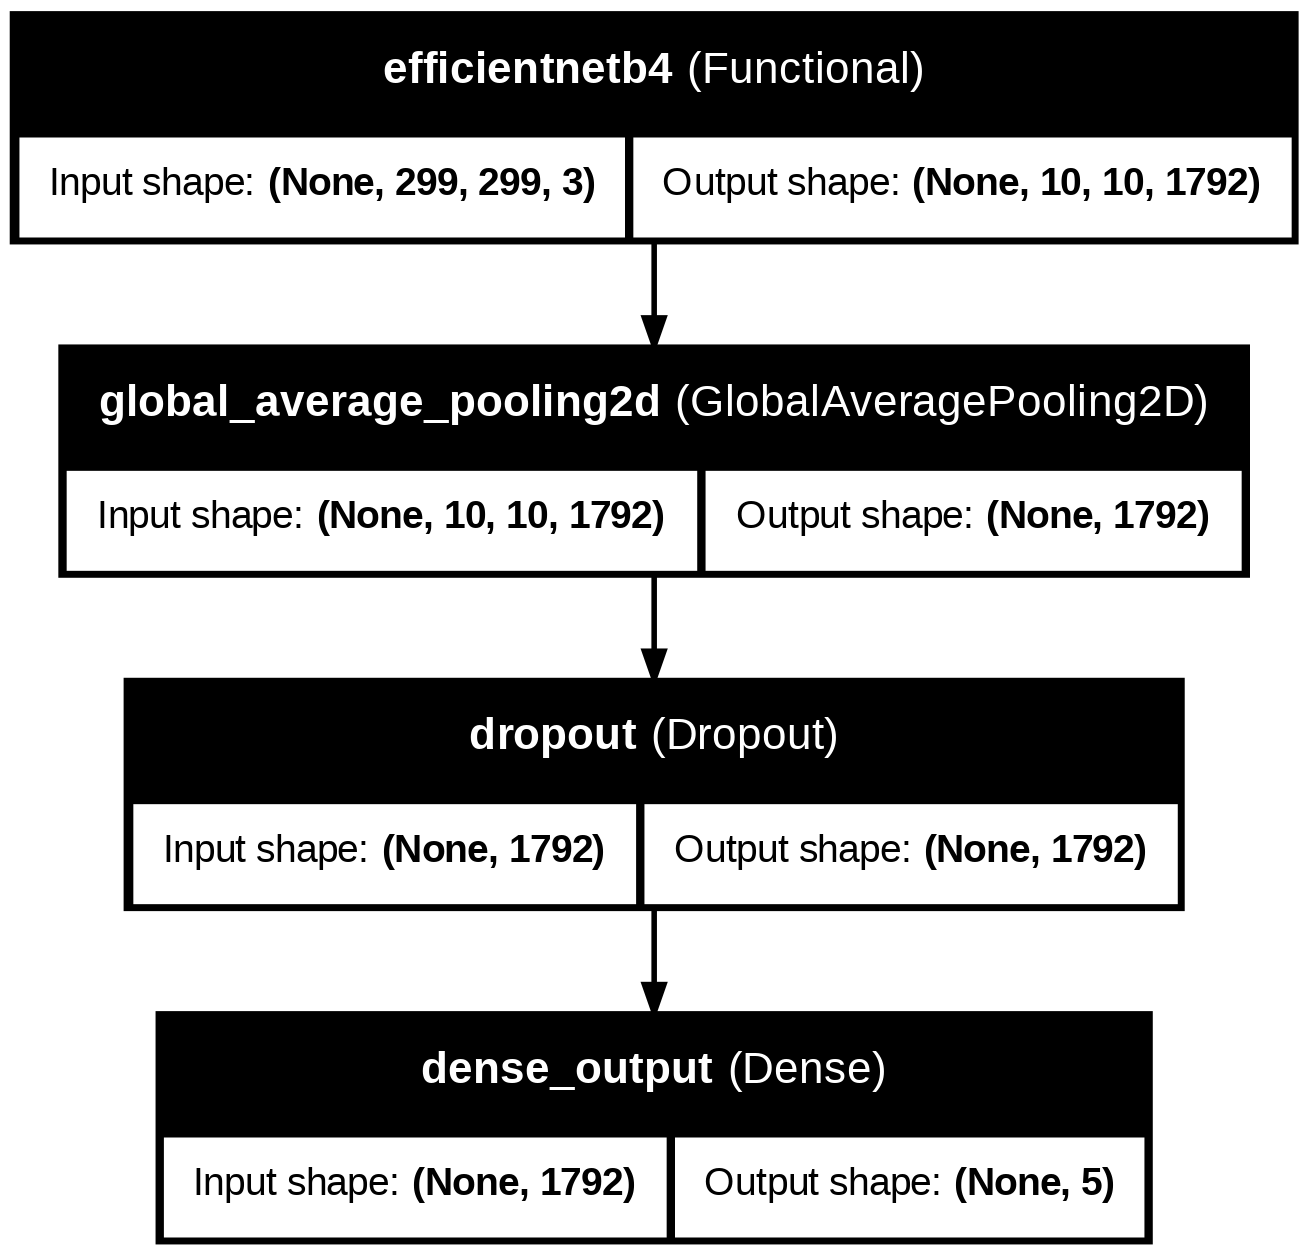 efficientnetb4 (Functional)
Input shape: (None, 299, 299, 3)
Output shape: (None, 10, 10, 1792)
global_average_pooling2d (GlobalAveragePooling2D)
Input shape: (None, 10, 10, 1792)
Output shape: (None, 1792)
dropout (Dropout)
Input shape: (None, 1792)
Output shape: (None, 1792)
dense_output (Dense)
Input shape: (None, 1792)
Output shape: (None, 5)